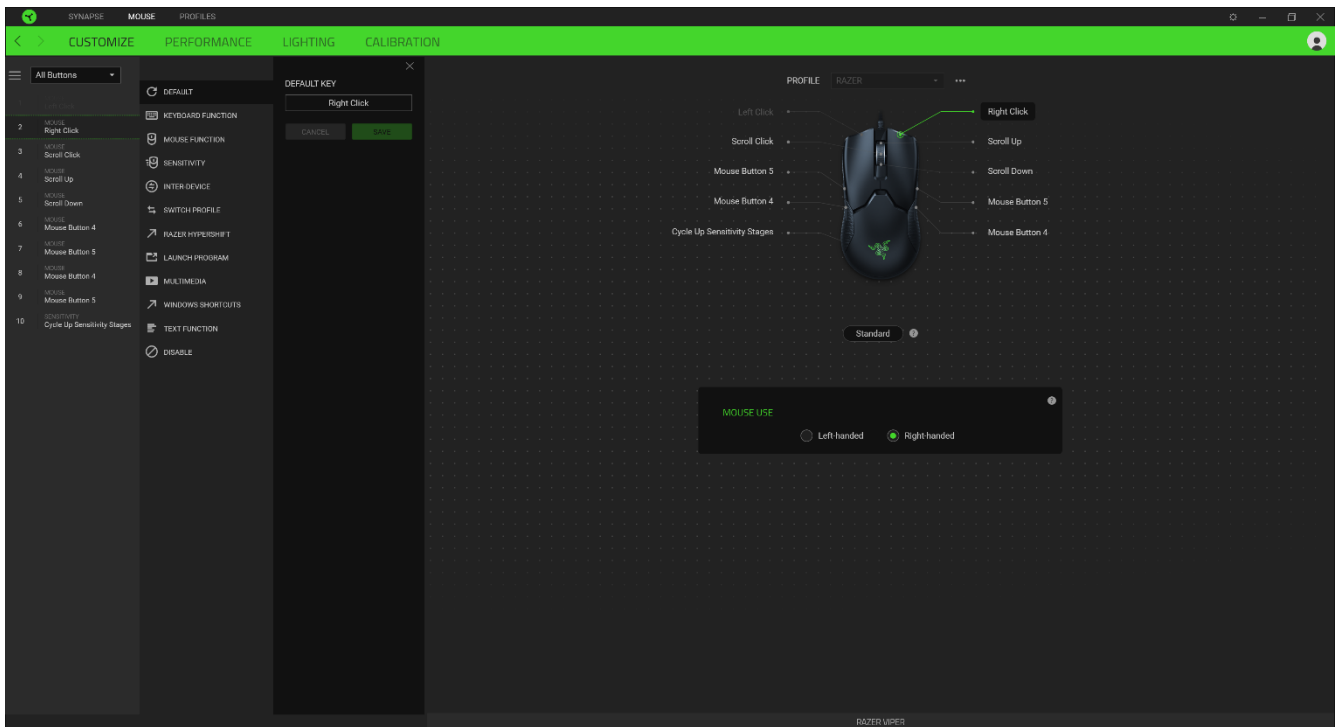 SYNAPSE MOUSE PROFILES
CUSTOMIZE PERFORMANCE LIGHTING CALIBRATION
All Buttons
2 MOUSE
Right Click
3 MOUSE
Scroll Click
4 MOUSE
Scroll Up
5 MOUSE
Scroll Down
6 MOUSE
Mouse Button 4
7 MOUSE
Mouse Button 5
8 MOUSE
Mouse Button 4
9 MOUSE
Mouse Button 5
10 SENSITIVITY
Cycle Up Sensitivity Stages
DEFAULT
KEYBOARD FUNCTION
MOUSE FUNCTION
SENSITIVITY
INTER-DEVICE
SWITCH PROFILE
RAZER HYPERSHIFT
LAUNCH PROGRAM
MULTIMEDIA
WINDOWS SHORTCUTS
TEXT FUNCTION
DISABLE
DEFAULT KEY
Right Click
CANCEL SAVE
PROFILE RAZER
Left Click Right Click
Scroll Click Scroll Up
Mouse Button 5 Scroll Down
Mouse Button 4 Mouse Button 5
Cycle Up Sensitivity Stages Mouse Button 4
Standard ?
MOUSE USE ?
Left-handed Right-handed
RAZER VIPER